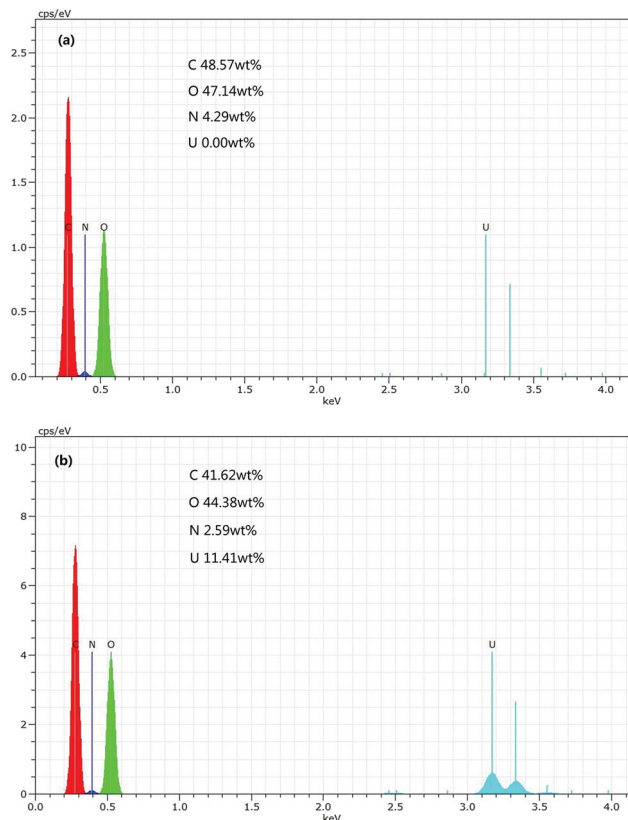 cps/eV
(a)
C 48.57wt%
O 47.14wt%
N 4.29wt%
U 0.00wt%
2.5
2.0
1.5
1.0
0.5
0.0
C N O U
0.5 1.0 1.5 2.0 2.5 3.0 3.5 4.0
keV
cps/eV
(b)
C 41.62wt%
O 44.38wt%
N 2.59wt%
U 11.41wt%
10
8
6
4
2
0
C N O U
0.0 0.5 1.0 1.5 2.0 2.5 3.0 3.5 4.0
keV